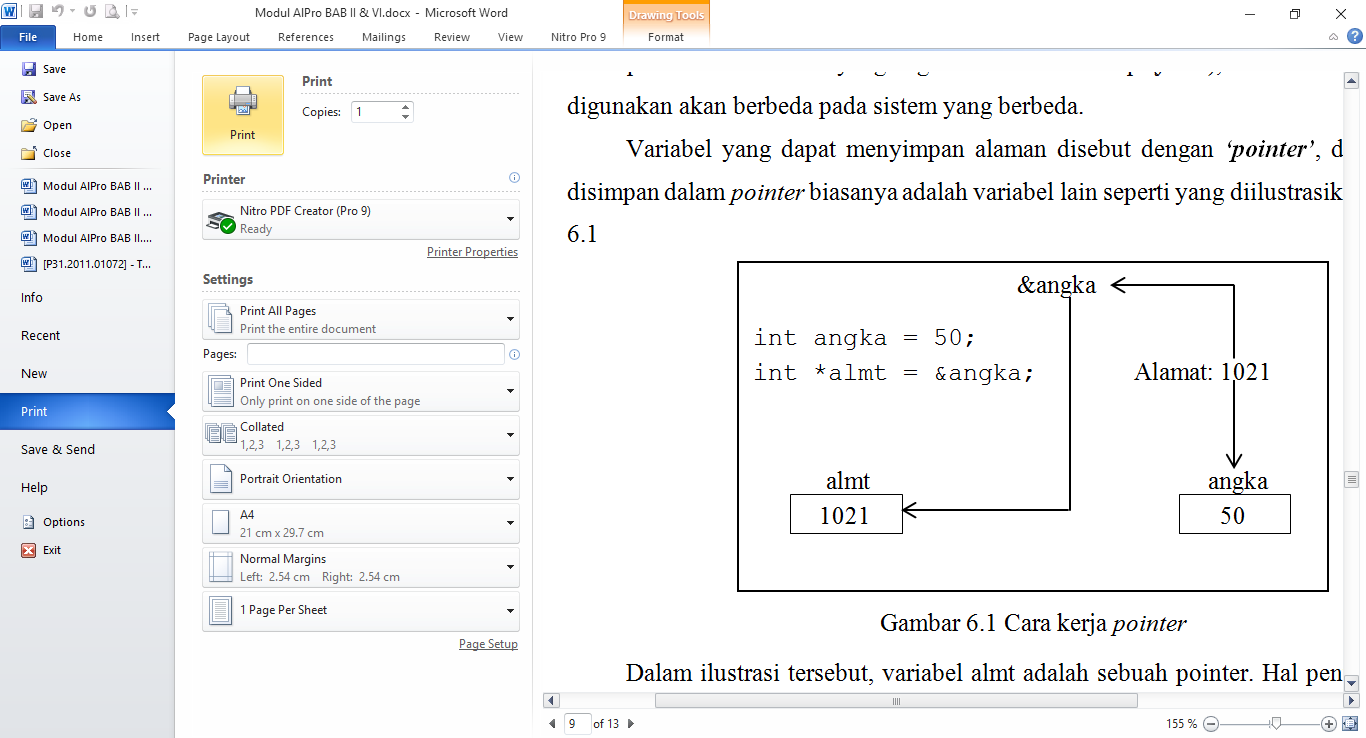 Modul AlPro BAB II & VI.docx - Microsoft Word
Drawing Tools
File
Home
Insert
Page Layout
References
Mailings
Review
View
Nitro Pro 9
Format
Save
Save As
Open
Close
Modul AlPro BAB II ...
Modul AlPro BAB II ...
Modul AlPro BAB II....
[P31.2011.01072] - T...
Info
Recent
New
Print
Save & Send
Help
Options
Exit
Print
Print
Copies: 1
Printer
Nitro PDF Creator (Pro 9)
Ready
Printer Properties
Settings
Print All Pages
Print the entire document
Pages:
Print One Sided
Only print on one side of the page
Collated
1,2,3 1,2,3 1,2,3
Portrait Orientation
A4
21 cm x 29.7 cm
Normal Margins
Left: 2.54 cm Right: 2.54 cm
1 Page Per Sheet
Page Setup
digunakan akan berbeda pada sistem yang berbeda.
Variabel yang dapat menyimpan alaman disebut dengan ‘pointer’, d
disimpan dalam pointer biasanya adalah variabel lain seperti yang diilustrasik
6.1
&angka
int angka = 50;
int *almt = &angka;
Alamat: 1021
almt
angka
1021
50
Gambar 6.1 Cara kerja pointer
Dalam ilustrasi tersebut, variabel almt adalah sebuah pointer. Hal pen
9 of 13
155 %